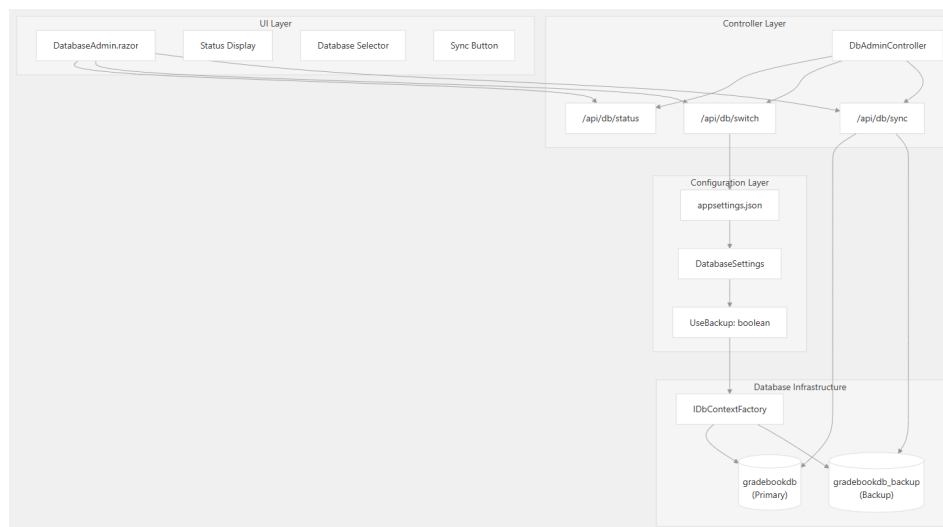 UI Layer
Controller Layer
DatabaseAdmin.razor
Status Display
Database Selector
Sync Button
DbAdminController
/api/db/status
/api/db/switch
/api/db/sync
Configuration Layer
appsettings.json
DatabaseSettings
UseBackup: boolean
Database Infrastructure
IDbContextFactory
gradebookdb
(Primary)
gradebookdb_backup
(Backup)